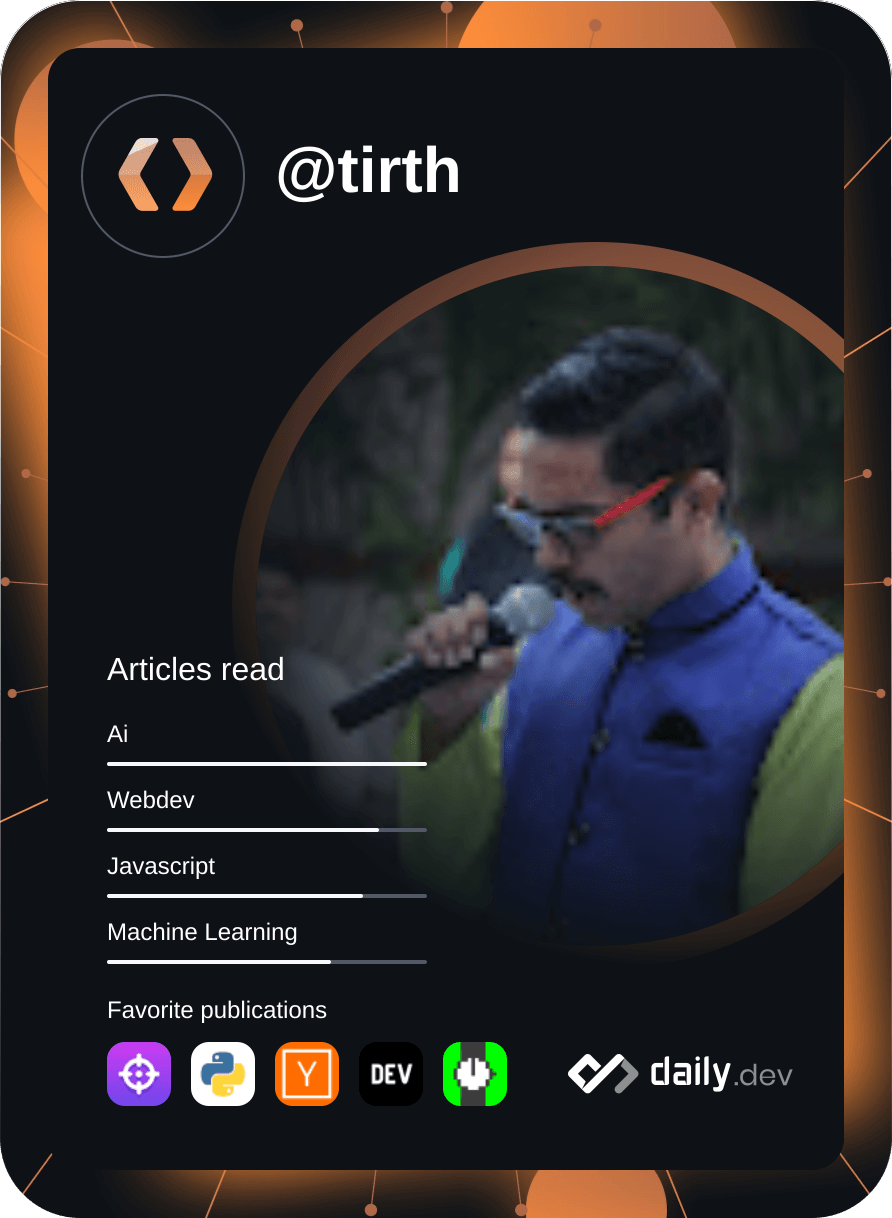 @tirth
Articles read
Ai
Webdev
Javascript
Machine Learning
Favorite publications
Y
DEV
daily.dev